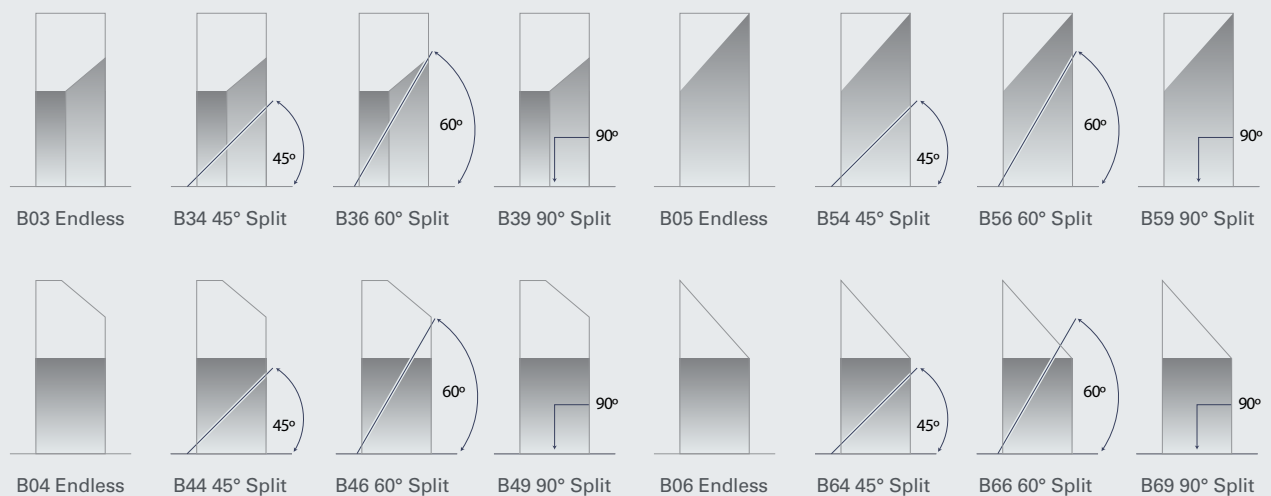 45º
60º
90º
45º
60º
90º
B03 Endless
B34 45° Split
B36 60° Split
B39 90° Split
B05 Endless
B54 45° Split
B56 60° Split
B59 90° Split
45º
60º
90º
45º
60º
90º
B04 Endless
B44 45° Split
B46 60° Split
B49 90° Split
B06 Endless
B64 45° Split
B66 60° Split
B69 90° Split